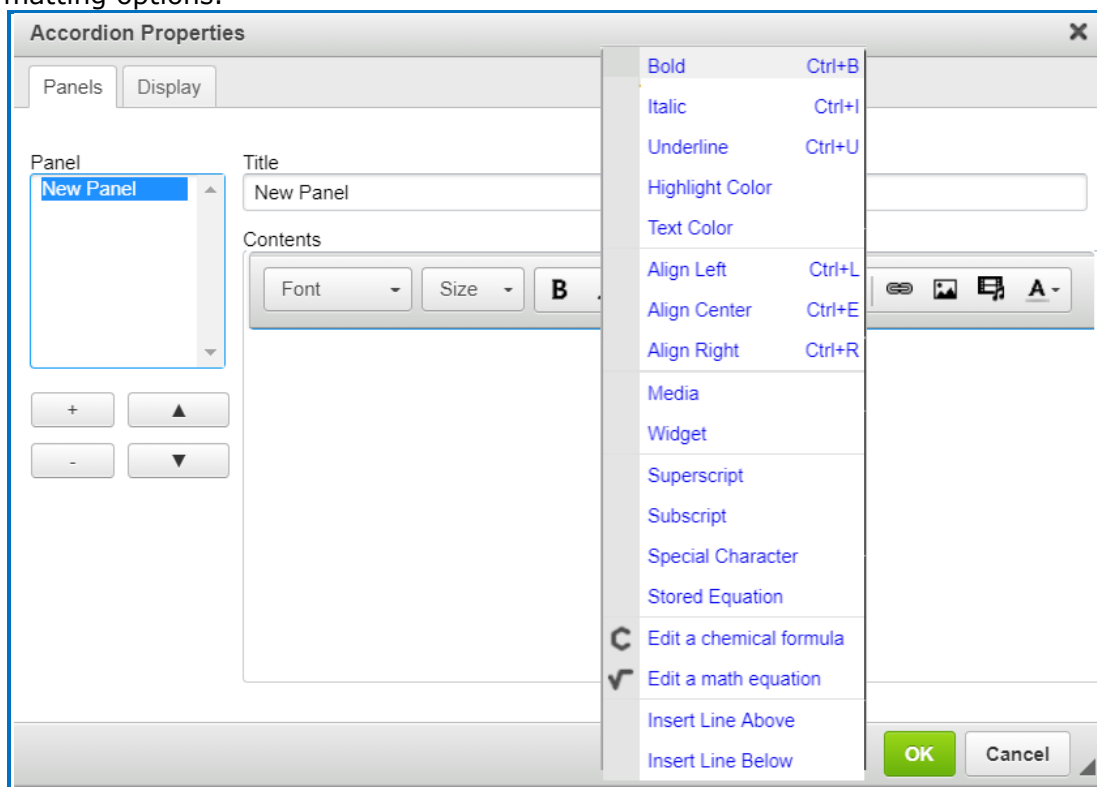 matting options.
Accordion Properties
Panels Display
Panel
New Panel
+
-
Title
New Panel
Contents
Font Size B A
Bold Ctrl+B
Italic Ctrl+I
Underline Ctrl+U
Highlight Color
Text Color
Align Left Ctrl+L
Align Center Ctrl+E
Align Right Ctrl+R
Media
Widget
Superscript
Subscript
Special Character
Stored Equation
C Edit a chemical formula
√ Edit a math equation
Insert Line Above
Insert Line Below
OK Cancel